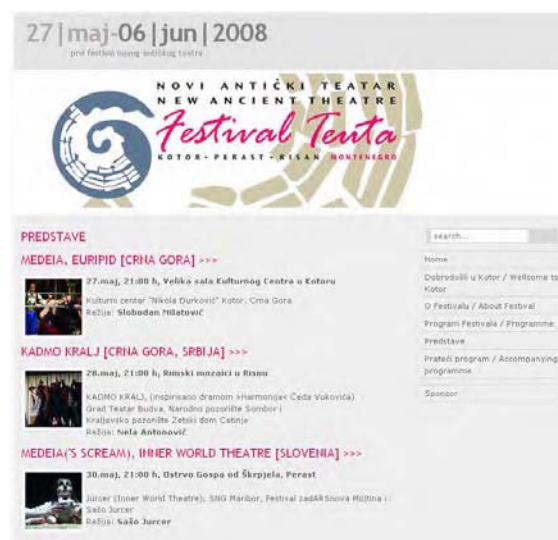 27|maj-06|jun|2008
prvi festival novog antičkog teatra
NOVI ANTIČKI TEATAR
NEW ANCIENT THEATRE
Festival Teuta
KOTOR • PERAST • RISAN MONTENEGRO
PREDSTAVE
MEDEIA, EURIPID [CRNA GORA] >>>
27.maj, 21:00 h, Velika sala Kulturnog Centra u Kotoru
Kulturni centar "Nikola Đurković" Kotor, Crna Gora
Režija: Slobodan Milatović
KADMO KRALJ [CRNA GORA, SRBIJA] >>>
28.maj, 21:00 h, Rimski mozaici u Risnu
KADMO KRALJ, (inspirisano dramom »Harmonija« Čeda Vukovića)
Grad Teatar Budva, Narodno pozorište Sombor i
Kraljevsko pozorište Zetski dom Cetinje
Režija: Nela Antonović
MEDEIA('S SCREAM), INNER WORLD THEATRE [SLOVENIA] >>>
30.maj, 21:00 h, Ostrvo Gospa od Škrpjela, Perast
Jurcer (Inner World Theatre), SNG Maribor, Festival zadARSnova Mojtina i
Sašo Jurcer
Režija: Sašo Jurcer
search...
Home
Dobrodošli u Kotor / Wellcome to
Kotor
O Festivalu / About Festival
Program Festivala / Programme
Predstave
Prateći program / Accompanying
programme
Sponzor